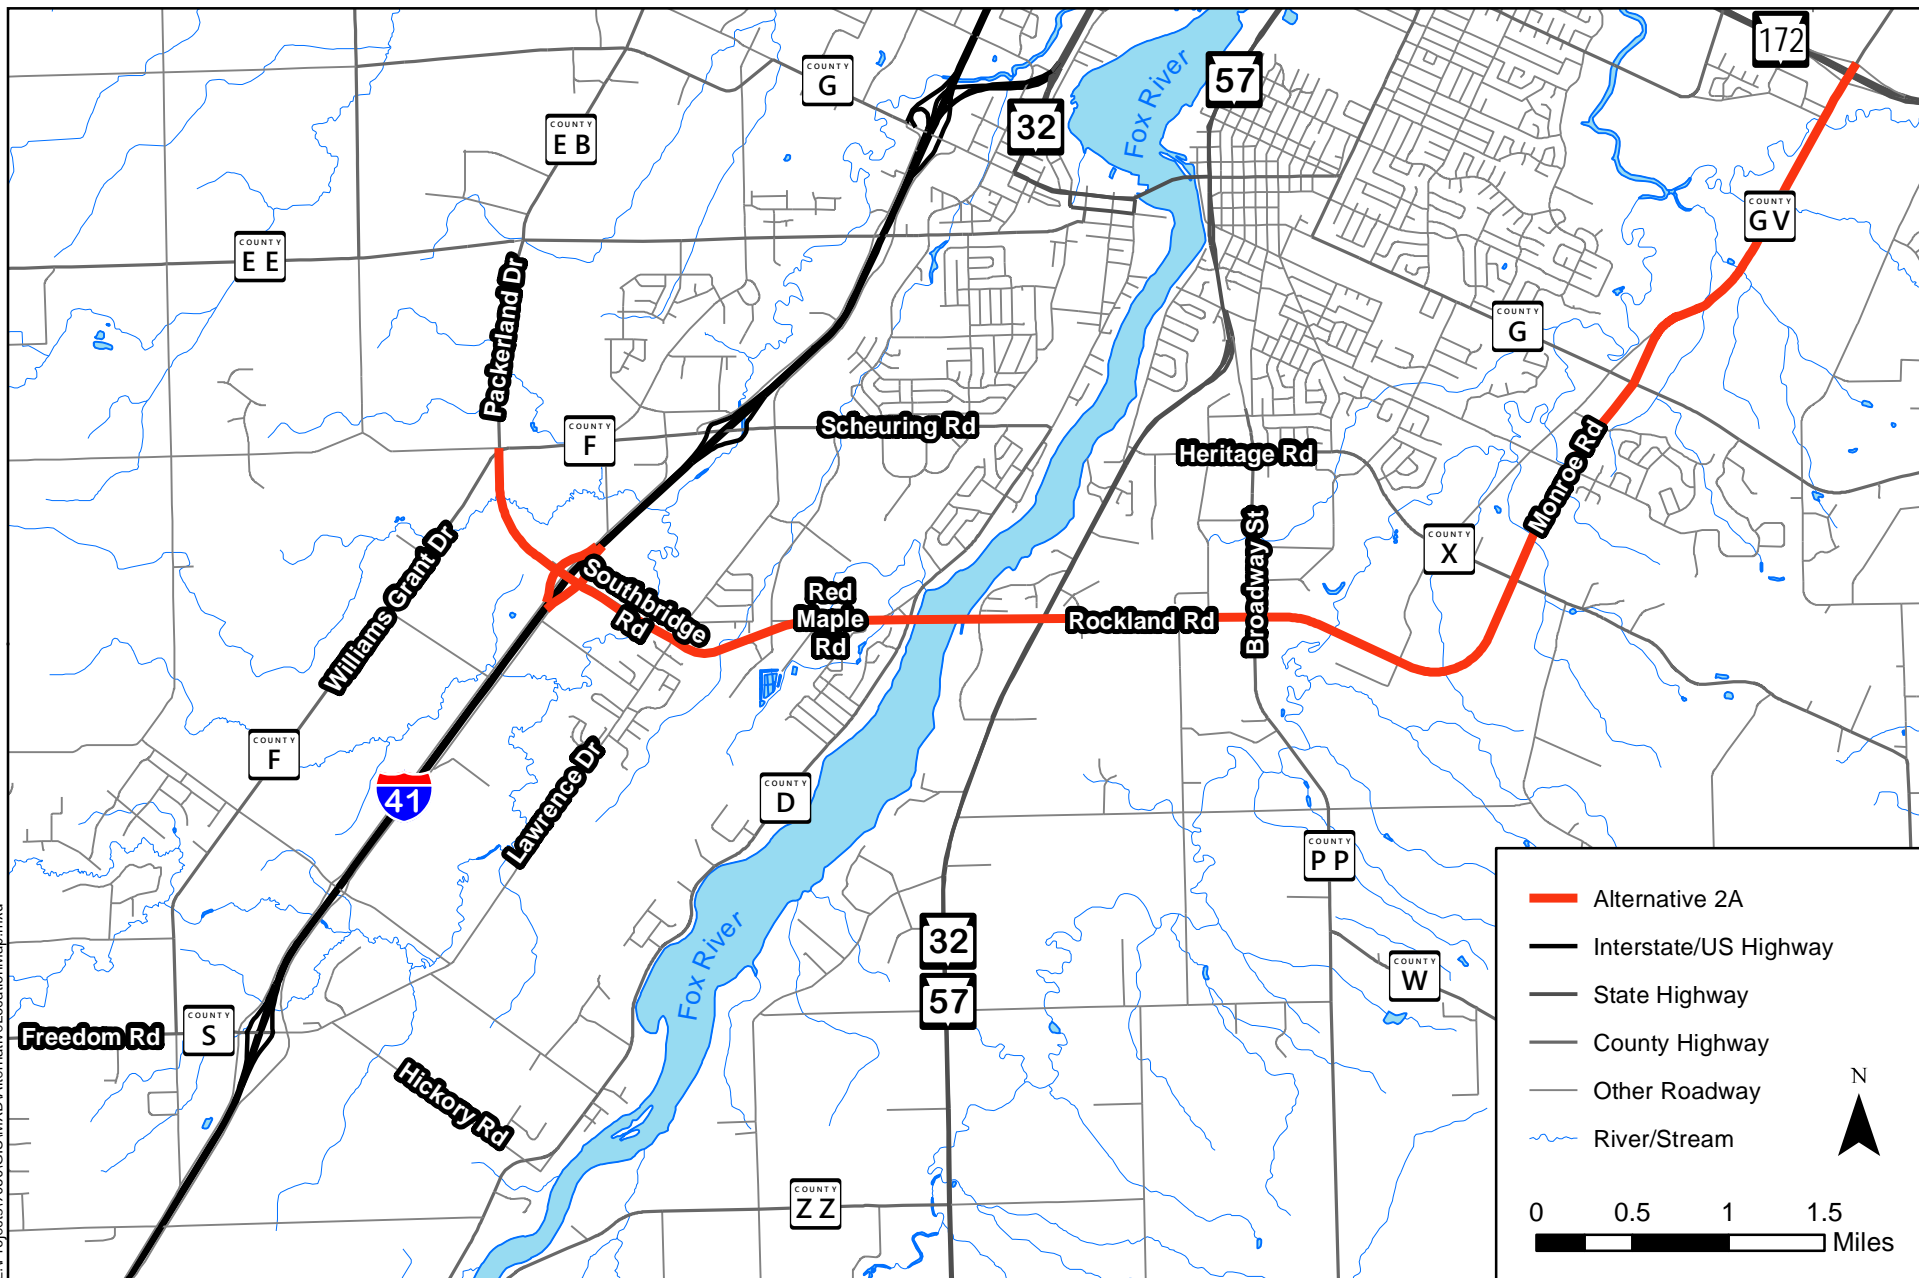 172
COUNTY
G
57
32
Fox River
COUNTY
E B
COUNTY
G V
COUNTY
E E
Packerland Dr
COUNTY
G
COUNTY
F
Scheuring Rd
Heritage Rd
Monroe Rd
Williams Grant Dr
Broadway St
COUNTY
X
Southbridge
Rd
Red
Maple
Rd
Rockland Rd
COUNTY
F
41
Lawrence Dr
COUNTY
D
COUNTY
P P
32
57
Fox River
COUNTY
W
Freedom Rd
COUNTY
S
Hickory Rd
COUNTY
Z Z
Alternative 2A
Interstate/US Highway
State Highway
County Highway
Other Roadway
River/Stream
N
0 0.5 1 1.5
Miles